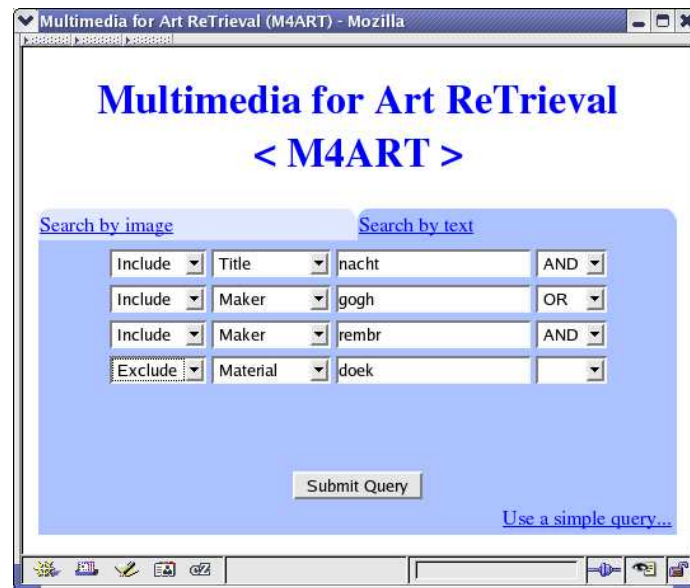 Multimedia for Art ReTrieval (M4ART) - Mozilla
Multimedia for Art ReTrieval
< M4ART >
Search by image Search by text
Include Title nacht AND
Include Maker gogh OR
Include Maker rembr AND
Exclude Material doek
Submit Query
Use a simple query...